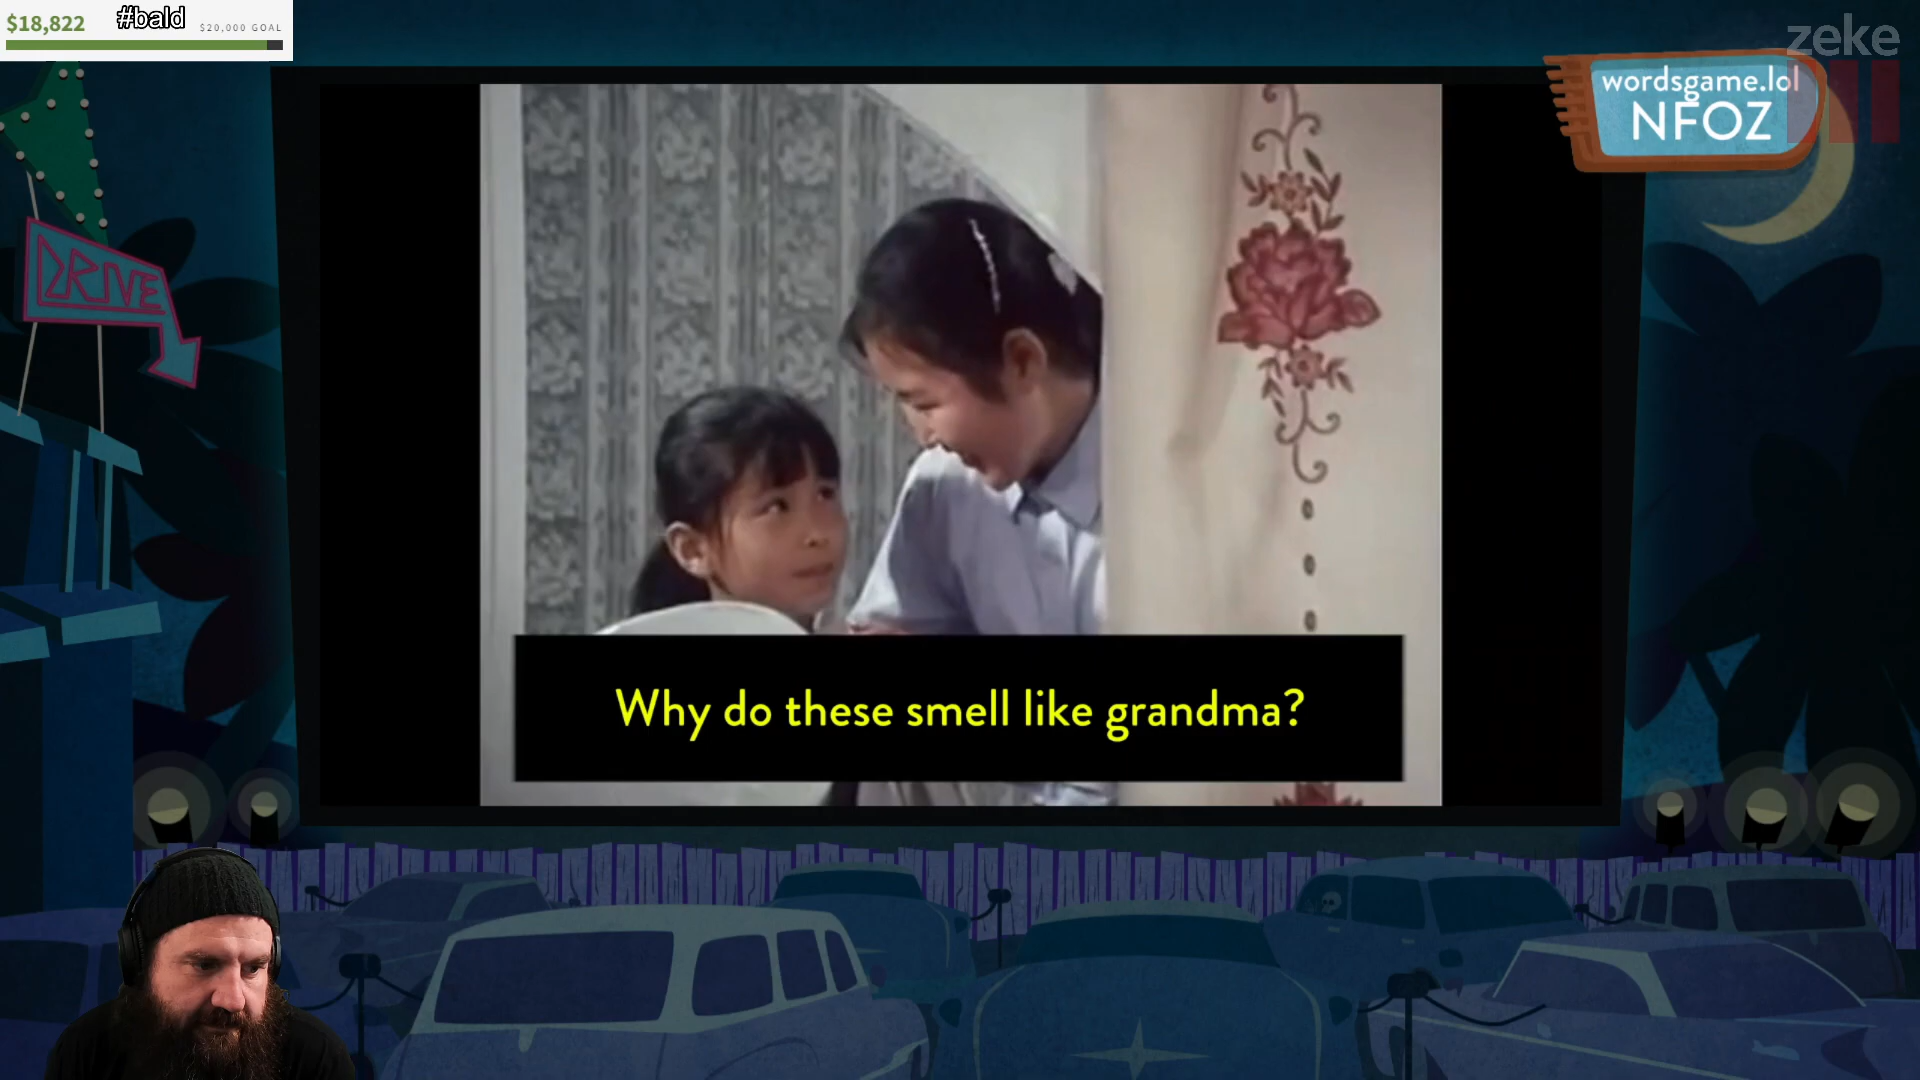 $18,822
#bald
$20,000 GOAL
zeke
wordsgame.lol
NFOZ
DRIVE
Why do these smell like grandma?